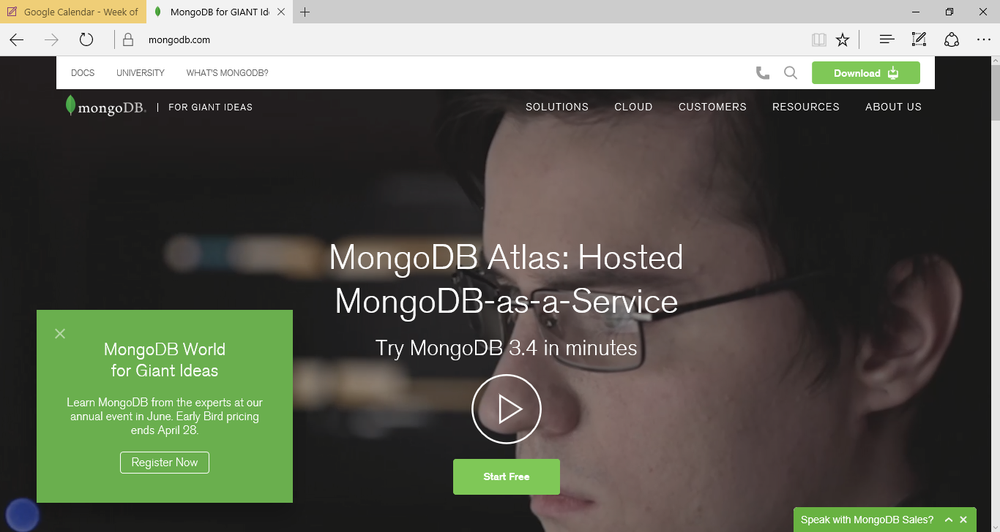 Google Calendar - Week of
MongoDB for GIANT Id
mongodb.com
DOCS
UNIVERSITY
WHAT'S MONGODB?
Download
mongoDB.
FOR GIANT IDEAS
SOLUTIONS
CLOUD
CUSTOMERS
RESOURCES
ABOUT US
MongoDB Atlas: Hosted
MongoDB-as-a-Service
Try MongoDB 3.4 in minutes
Start Free
MongoDB World
for Giant Ideas
Learn MongoDB from the experts at our
annual event in June. Early Bird pricing
ends April 28.
Register Now
Speak with MongoDB Sales?